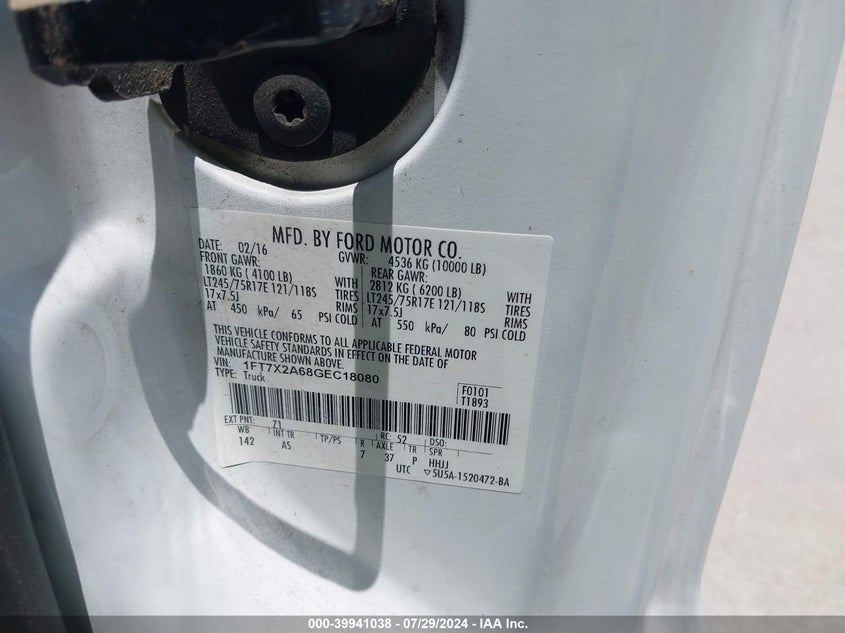 MFD. BY FORD MOTOR CO.
DATE: 02/16 GVWR: 4536 KG (10000 LB)
FRONT GAWR: REAR GAWR:
1860 KG ( 4100 LB) WITH 2812 KG ( 6200 LB) WITH
LT245/75R17E 121/118S TIRES LT245/75R17E 121/118S TIRES
17x7.5J RIMS 17x7.5J RIMS
AT 450 kPa/ 65 PSI COLD AT 550 kPa/ 80 PSI COLD
THIS VEHICLE CONFORMS TO ALL APPLICABLE FEDERAL MOTOR
VEHICLE SAFETY STANDARDS IN EFFECT ON THE DATE OF
MANUFACTURE SHOWN ABOVE.
VIN: 1FT7X2A68GEC18080
TYPE: Truck
F0101
T1893
EXT PNT: Z1 RC: 52 DSO:
WB INT TR TP/PS R AXLE TR SPR
142 AS 7 37 P HHJJ
UTC ▽5U5A-1520472-BA
000-39941038 - 07/29/2024 - IAA Inc.